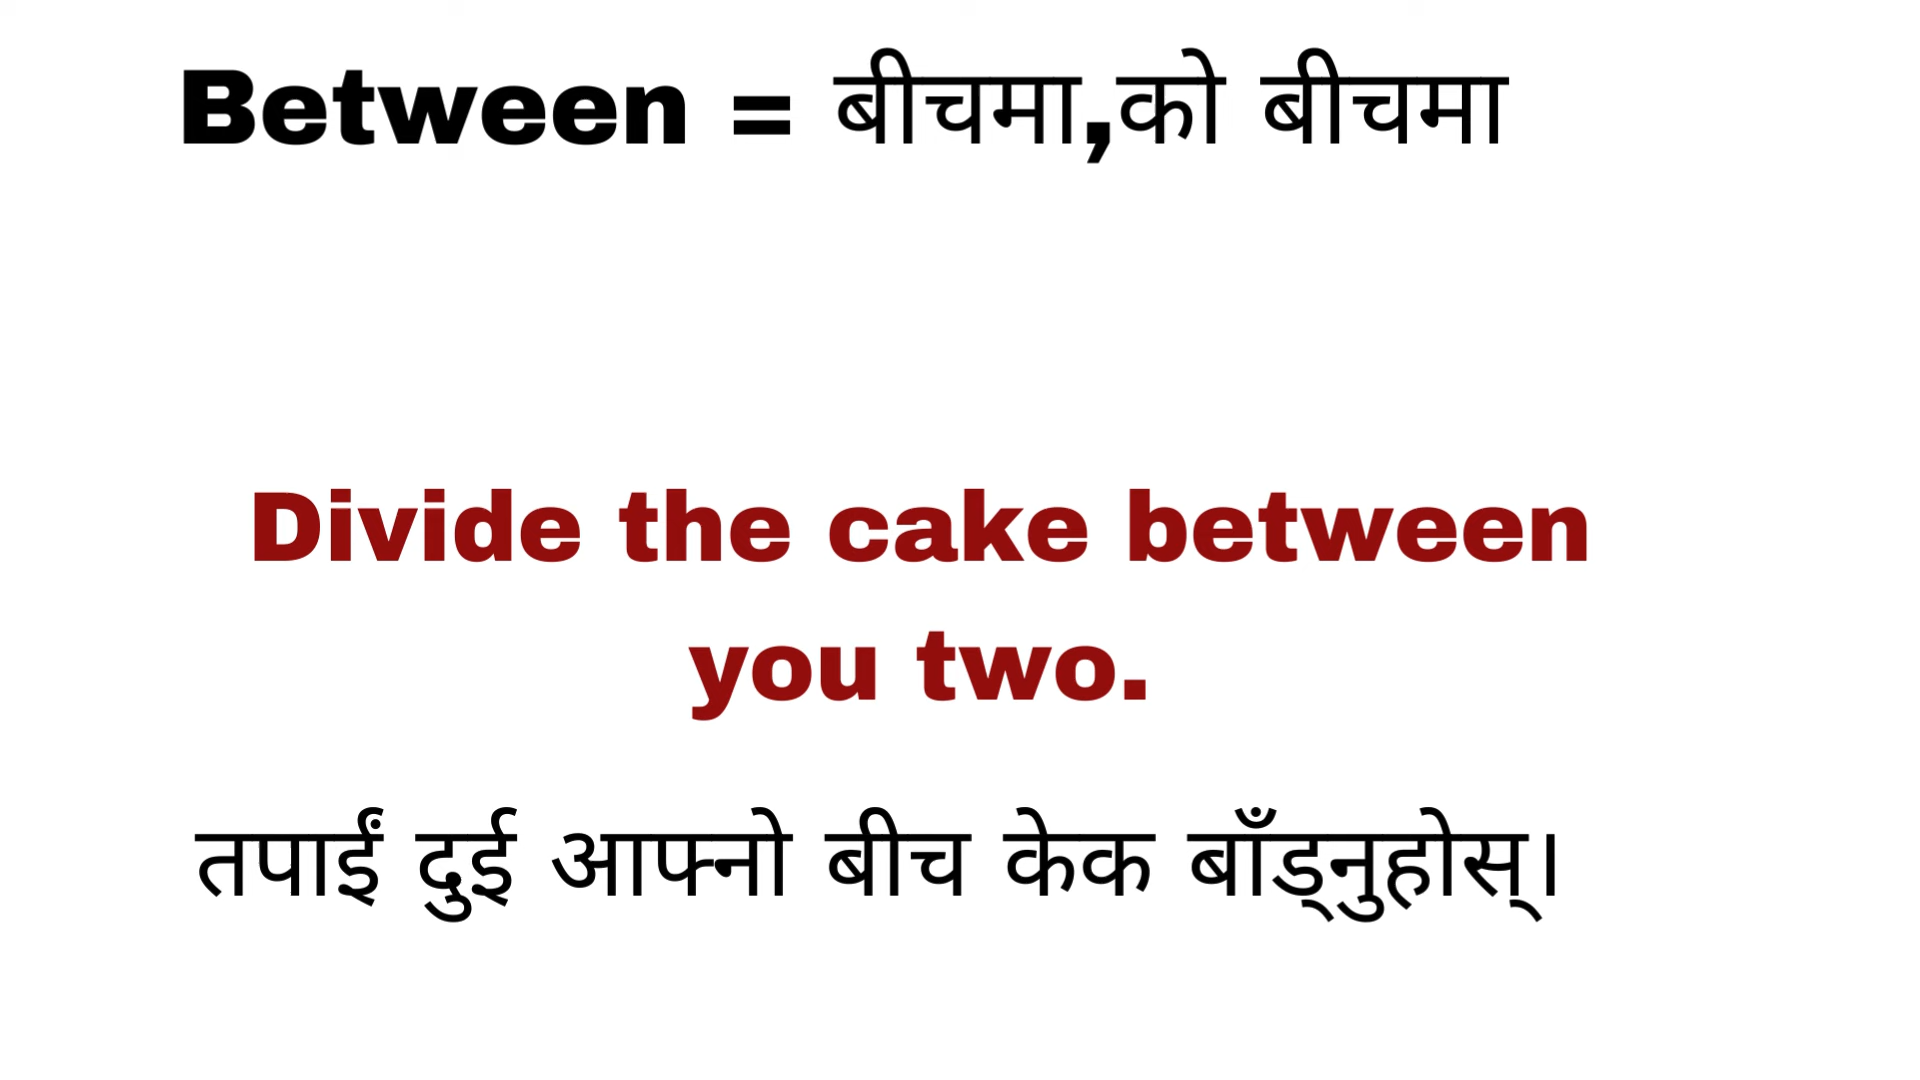 Between = बीचमा,को बीचमा
Divide the cake between
you two.
तपाईं दुई आफ्नो बीच केक बाँड्नुहोस्।